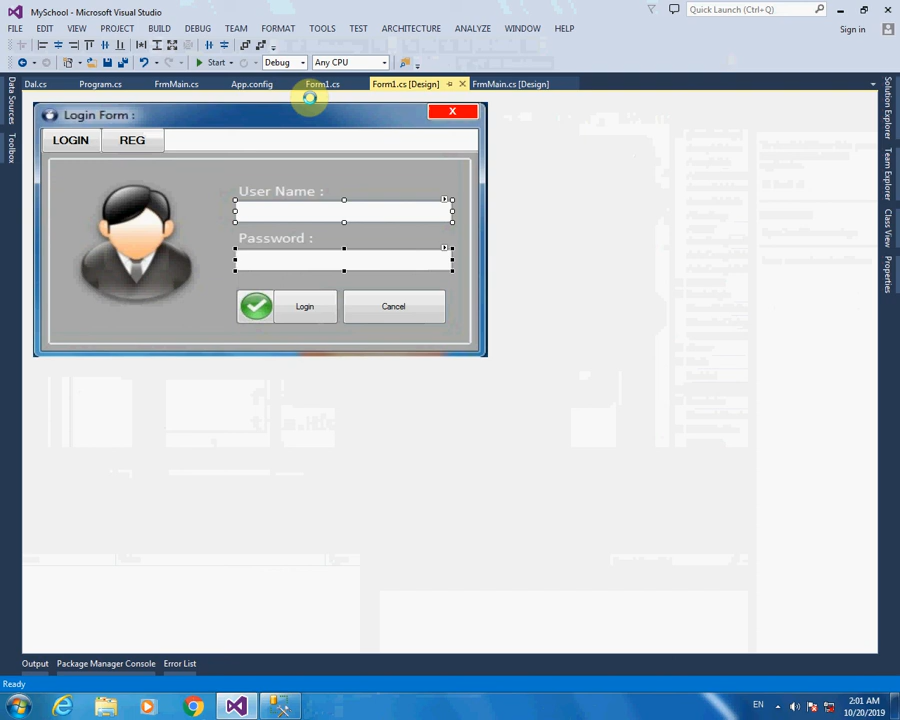 MySchool - Microsoft Visual Studio
Quick Launch (Ctrl+Q)
FILE EDIT VIEW PROJECT BUILD DEBUG TEAM FORMAT TOOLS TEST ARCHITECTURE ANALYZE WINDOW HELP
Sign in
Start Debug Any CPU
Dal.cs Program.cs FrmMain.cs App.config Form1.cs Form1.cs [Design] FrmMain.cs [Design]
Data Sources
Toolbox
Solution Explorer
Team Explorer
Class View
Properties
Login Form :
X
LOGIN REG
User Name :
Password :
Login Cancel
Output Package Manager Console Error List
Ready
EN
2:01 AM
10/20/2019